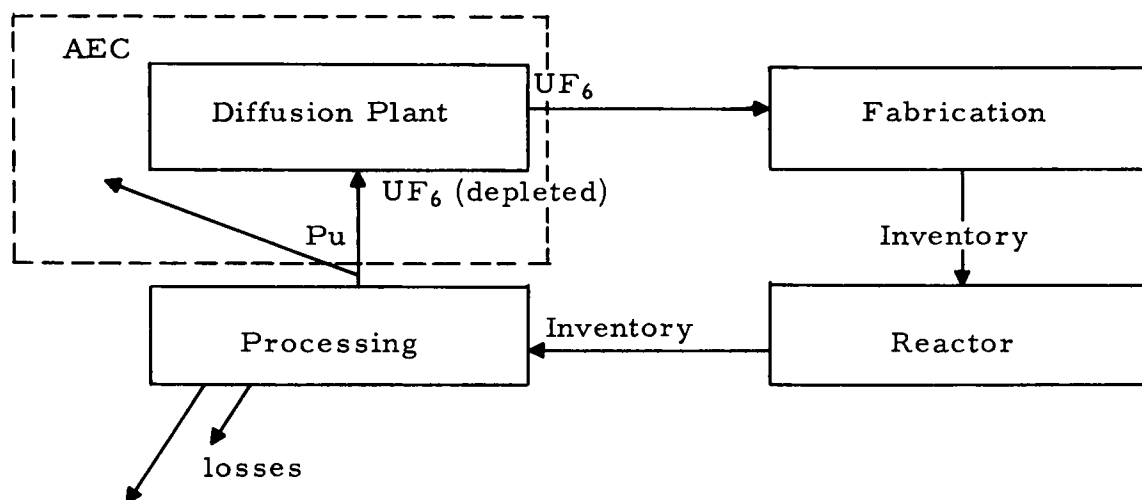 AEC
Diffusion Plant
UF₆
Fabrication
UF₆ (depleted)
Pu
Inventory
Processing
Inventory
Reactor
losses